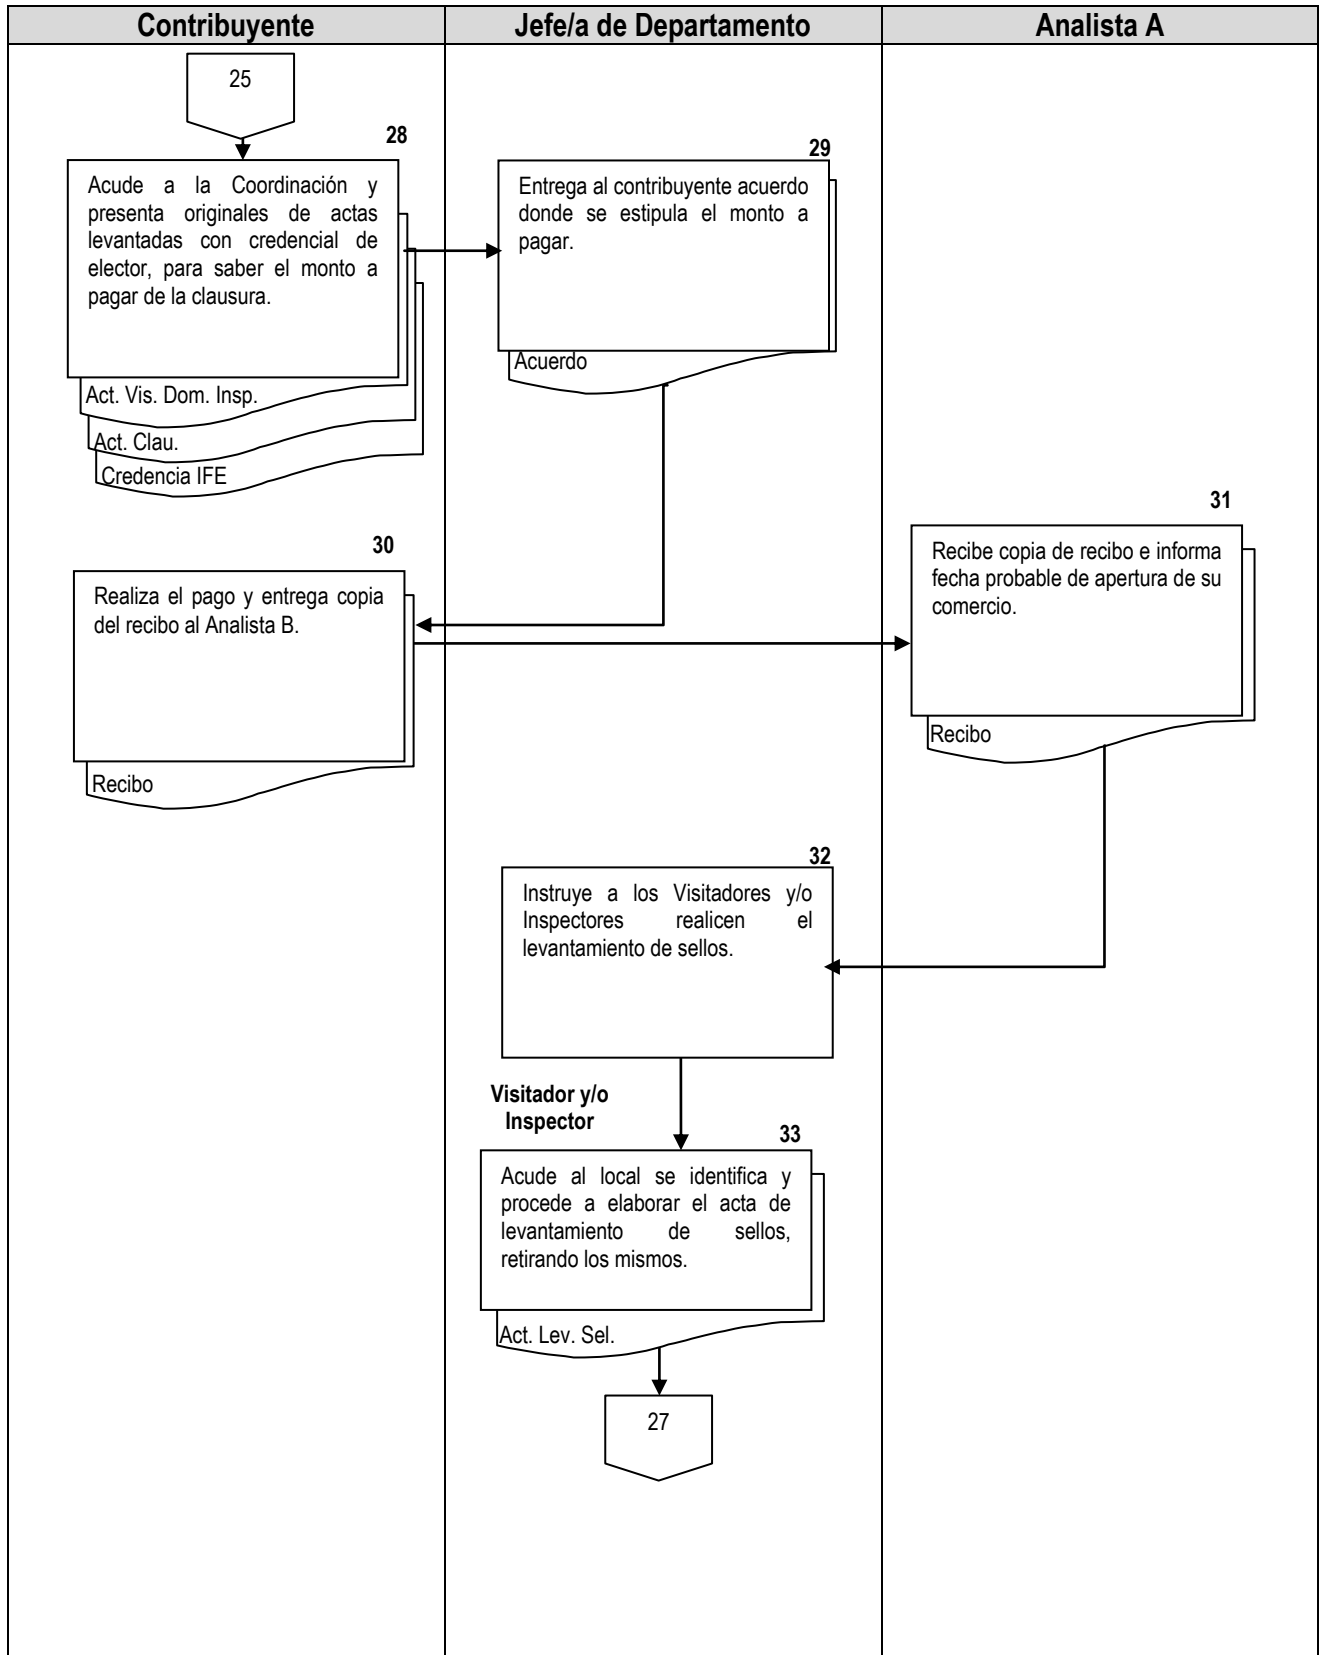 Contribuyente
Jefe/a de Departamento
Analista A
25
28
Acude a la Coordinación y
presenta originales de actas
levantadas con credencial de
elector, para saber el monto a
pagar de la clausura.
Act. Vis. Dom. Insp.
Act. Clau.
Credencia IFE
29
Entrega al contribuyente acuerdo
donde se estipula el monto a
pagar.
Acuerdo
30
Realiza el pago y entrega copia
del recibo al Analista B.
Recibo
31
Recibe copia de recibo e informa
fecha probable de apertura de su
comercio.
Recibo
32
Instruye a los Visitadores y/o
Inspectores realicen el
levantamiento de sellos.
Visitador y/o
Inspector
33
Acude al local se identifica y
procede a elaborar el acta de
levantamiento de sellos,
retirando los mismos.
Act. Lev. Sel.
27